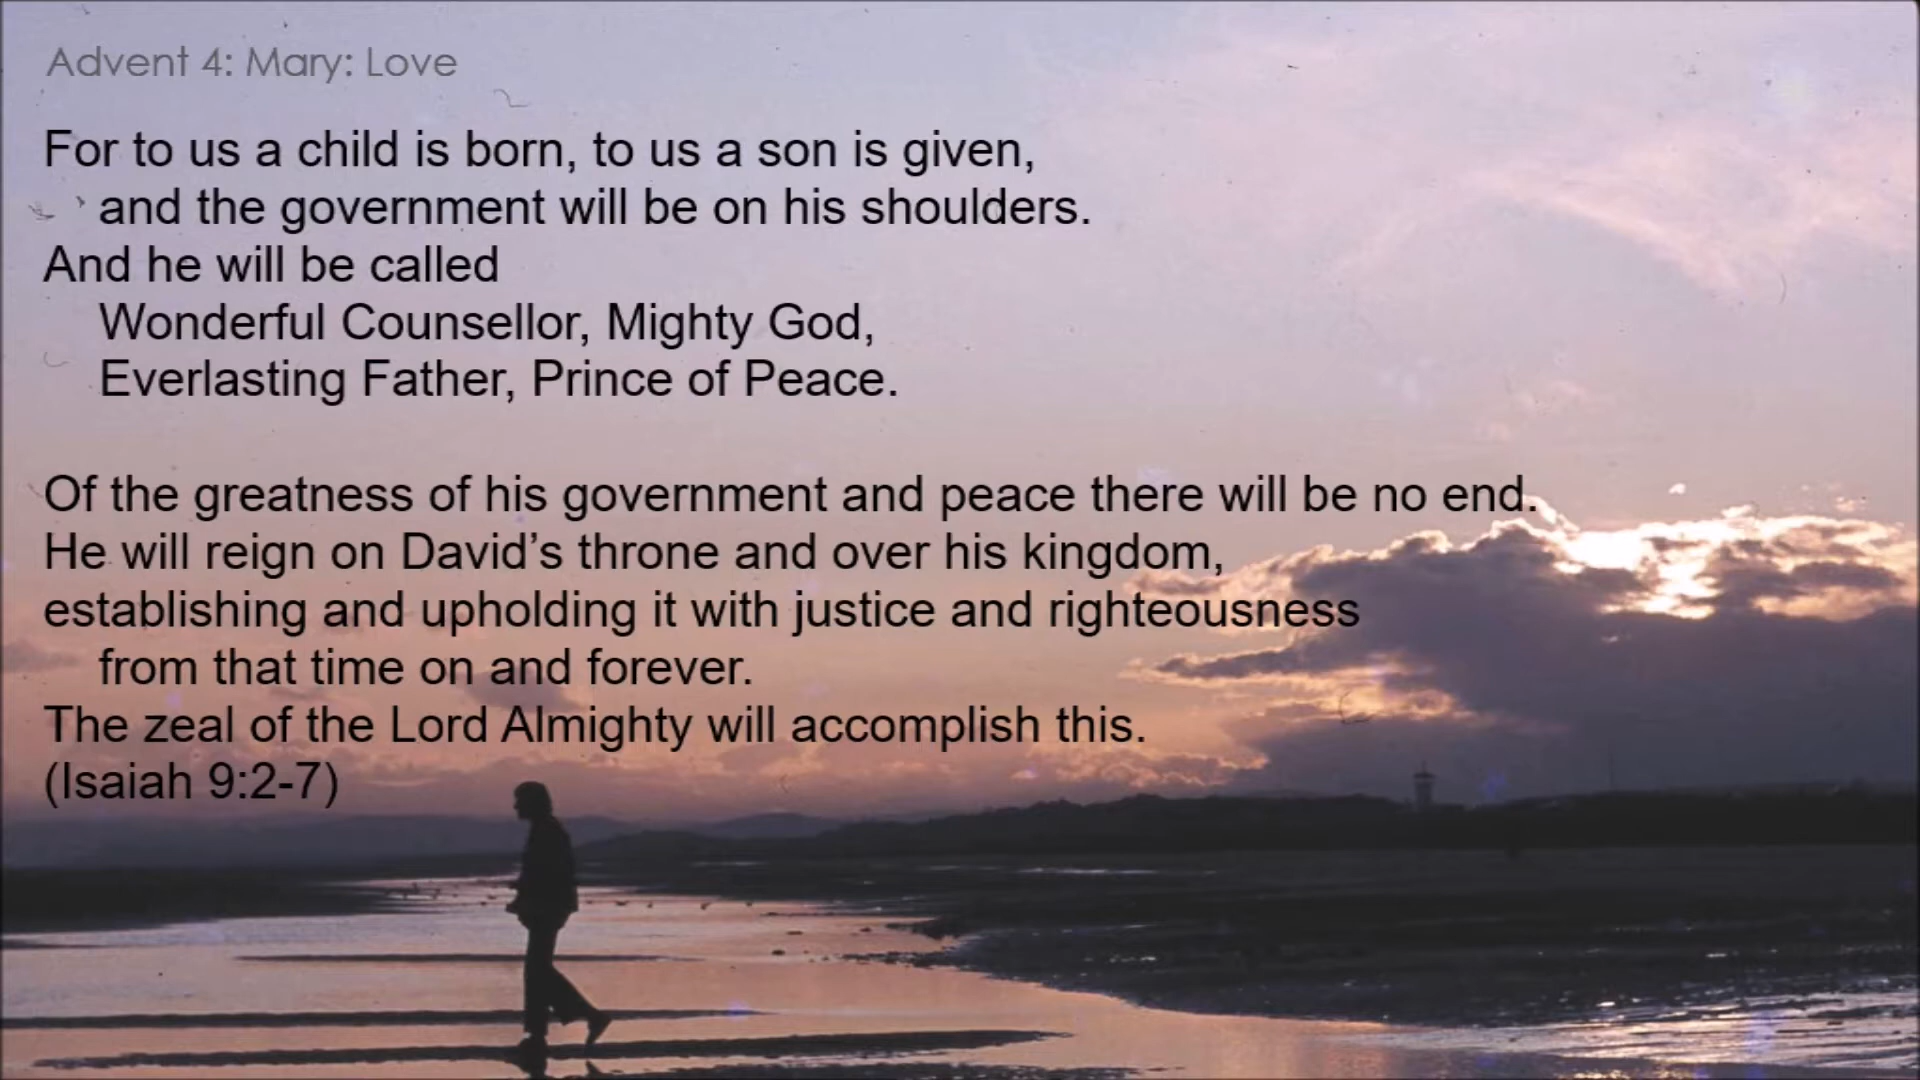 Advent 4: Mary: Love
For to us a child is born, to us a son is given,
and the government will be on his shoulders.
And he will be called
Wonderful Counsellor, Mighty God,
Everlasting Father, Prince of Peace.
Of the greatness of his government and peace there will be no end.
He will reign on David’s throne and over his kingdom,
establishing and upholding it with justice and righteousness
from that time on and forever.
The zeal of the Lord Almighty will accomplish this.
(Isaiah 9:2-7)